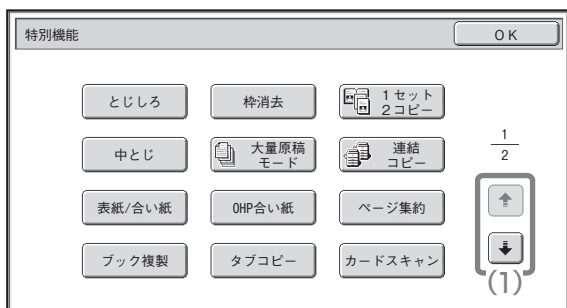 特別機能
OK
とじしろ
枠消去
1セット
2コピー
中とじ
大量原稿
モード
連結
コピー
1
2
表紙/合い紙
OHP合い紙
ページ集約
ブック複製
タブコピー
カードスキャン
(1)